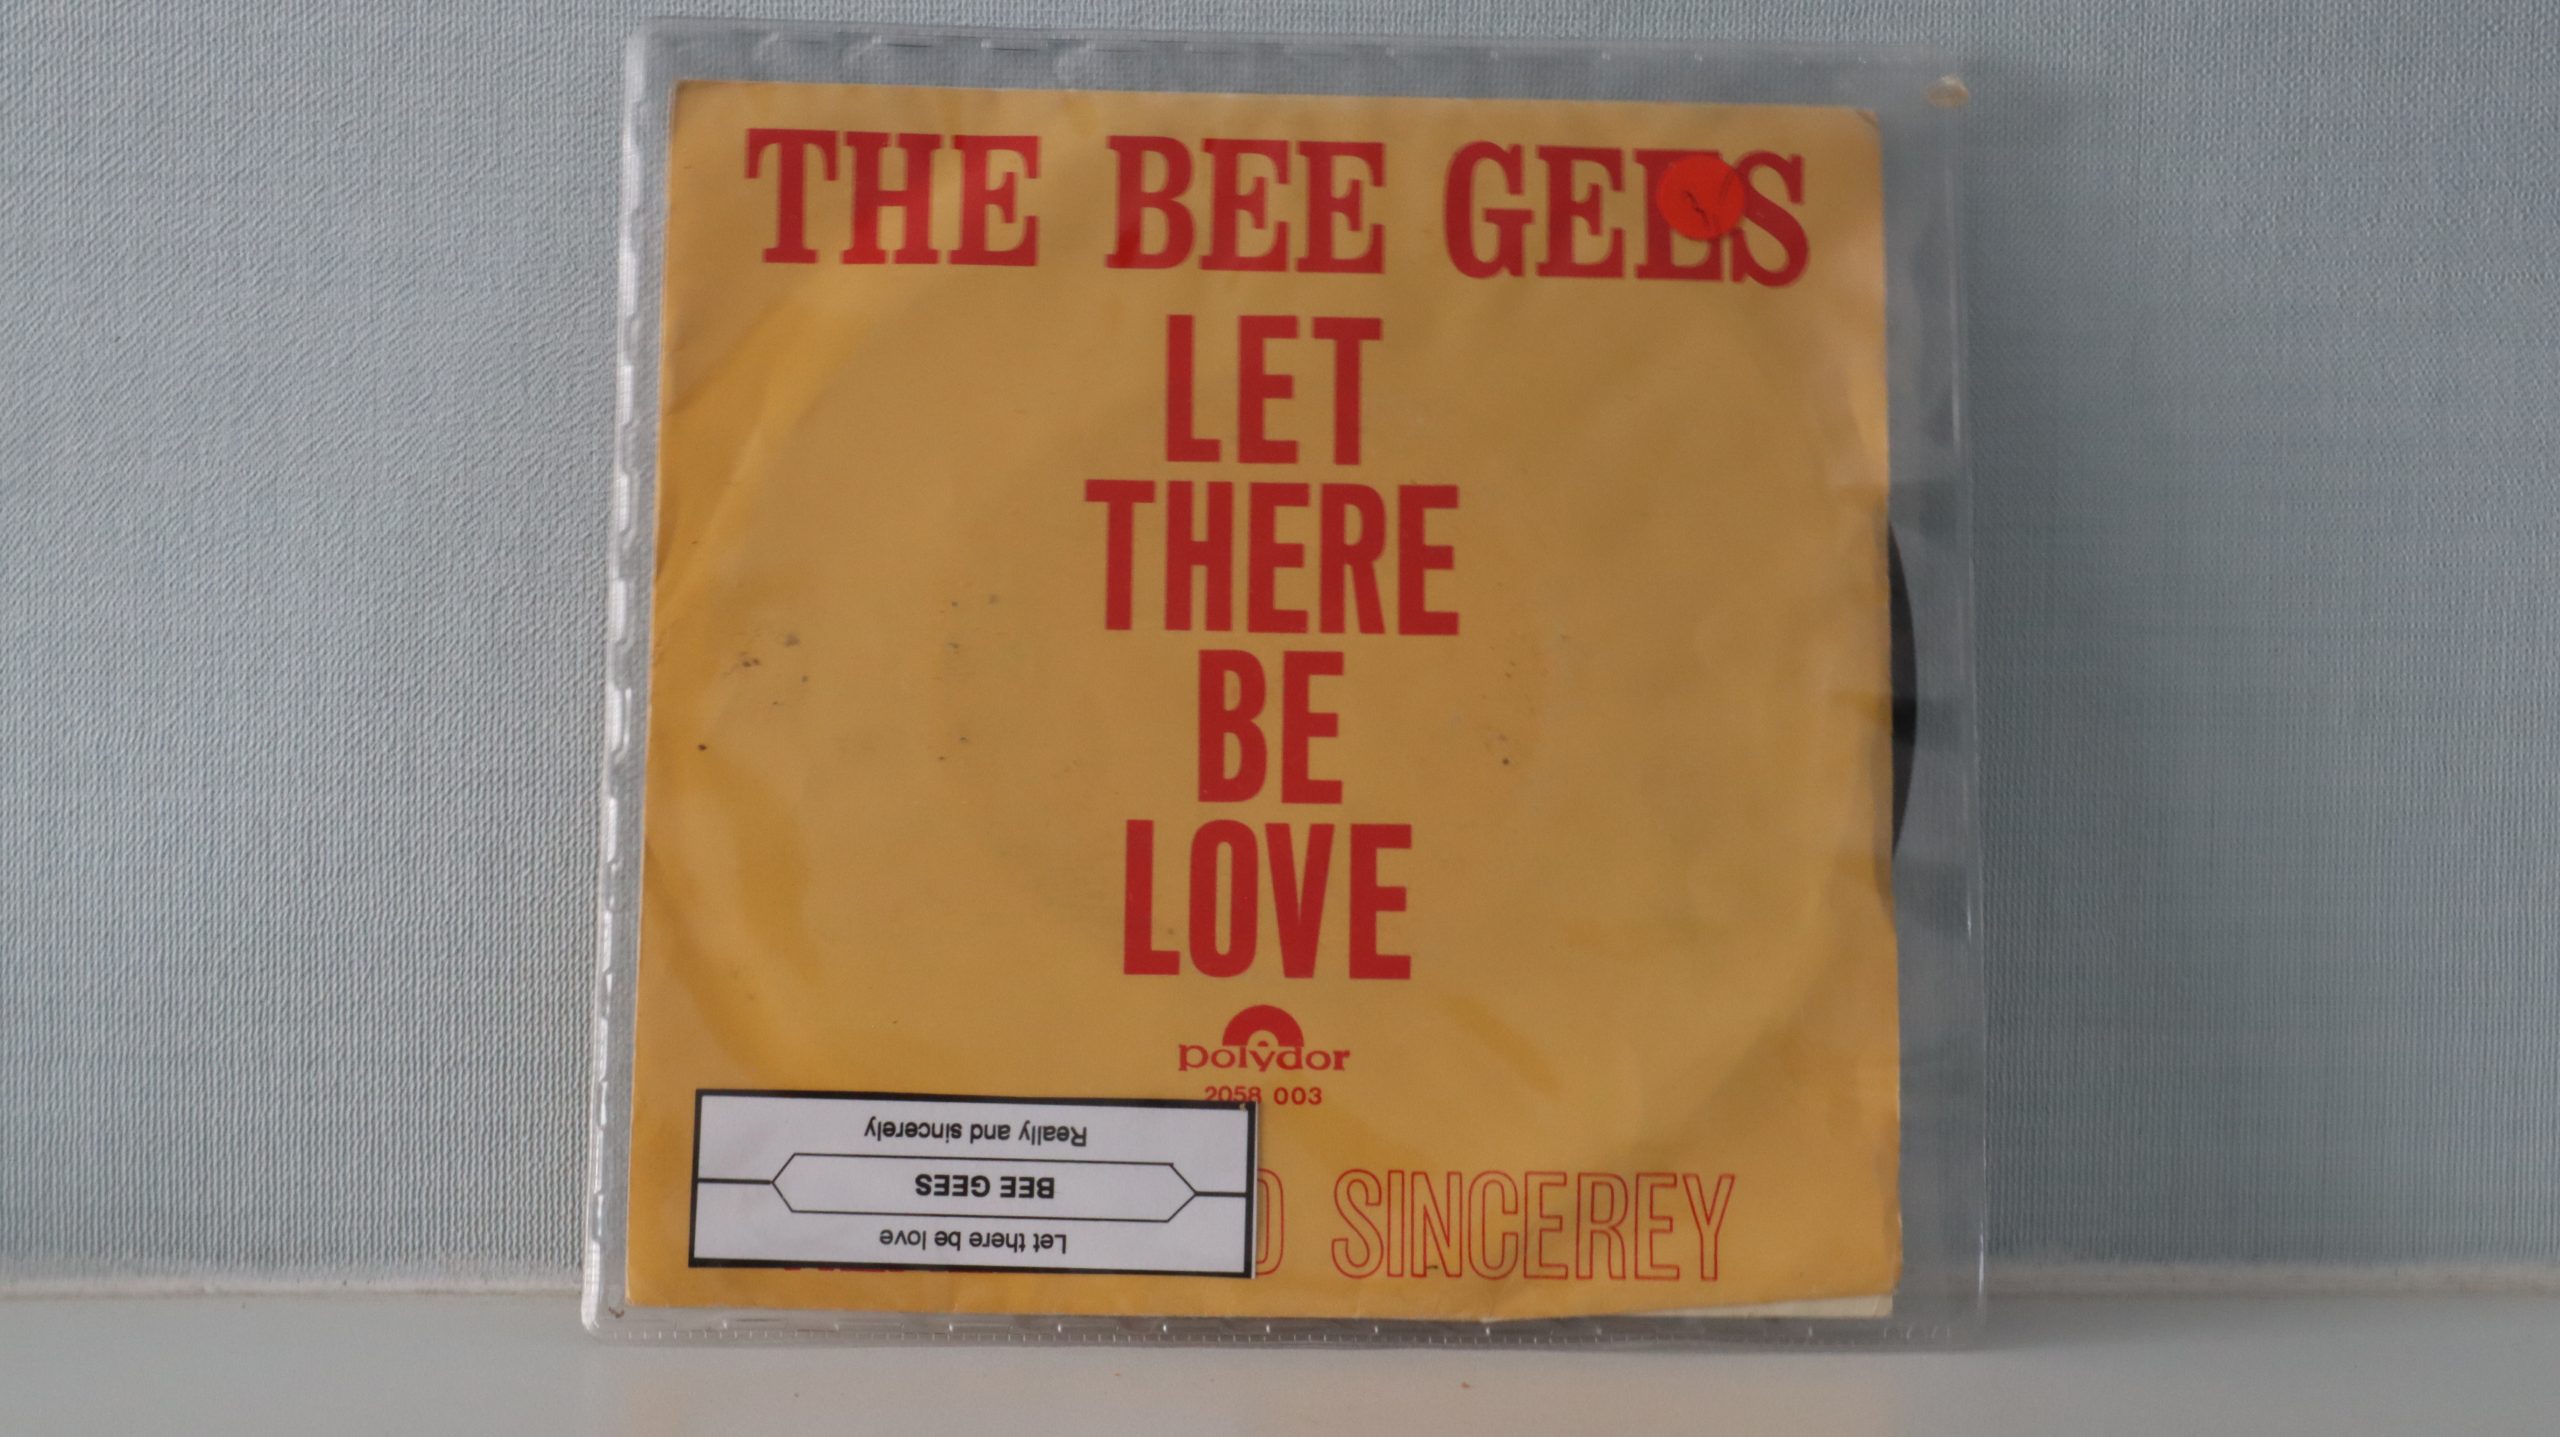 THE BEE GEES
LET
THERE
BE
LOVE
polydor
2058 003
SINCEREY
Let there be love
BEE GEES
Really and sincerely